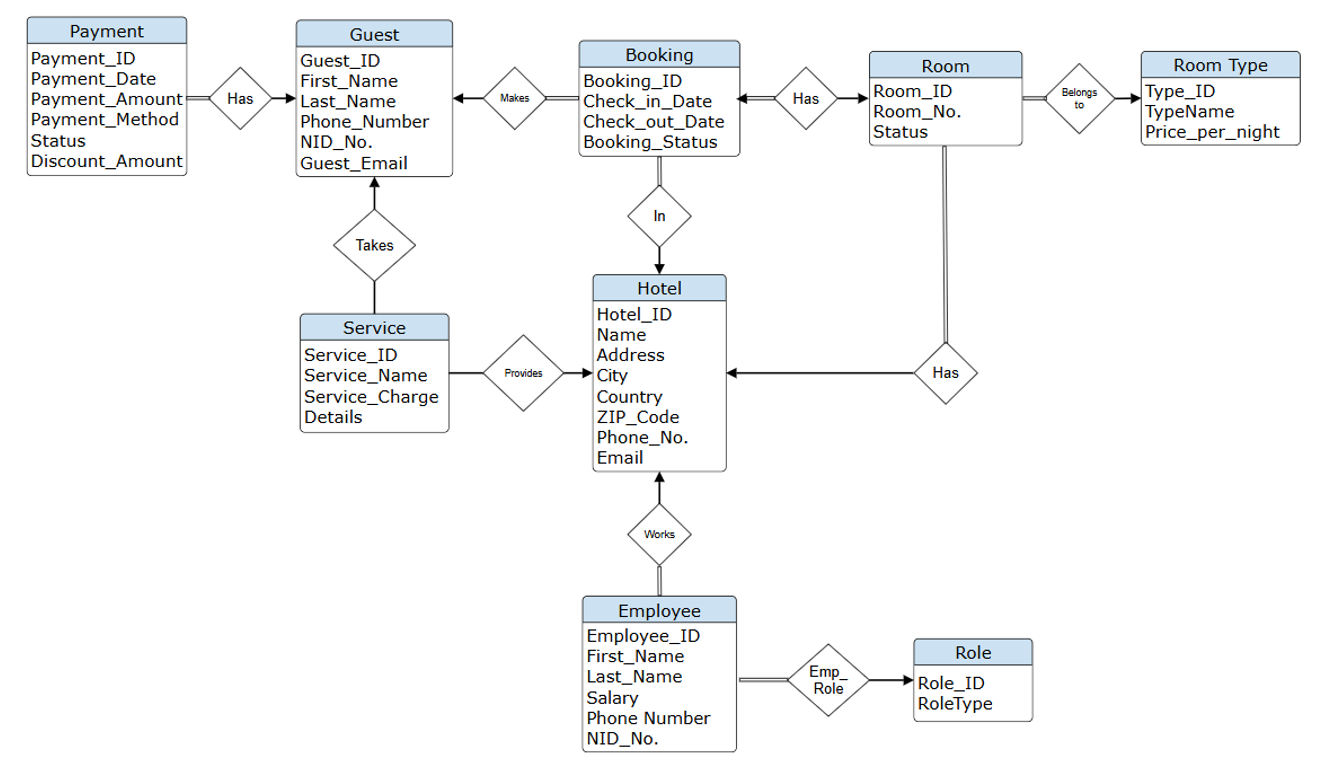 Payment
Payment_ID
Payment_Date
Payment_Amount
Payment_Method
Status
Discount_Amount
Has
Guest
Guest_ID
First_Name
Last_Name
Phone_Number
NID_No.
Guest_Email
Makes
Booking
Booking_ID
Check_in_Date
Check_out_Date
Booking_Status
Has
Room
Room_ID
Room_No.
Status
Belongs
to
Room Type
Type_ID
TypeName
Price_per_night
Takes
In
Service
Service_ID
Service_Name
Service_Charge
Details
Provides
Hotel
Hotel_ID
Name
Address
City
Country
ZIP_Code
Phone_No.
Email
Has
Works
Employee
Employee_ID
First_Name
Last_Name
Salary
Phone Number
NID_No.
Emp_
Role
Role
Role_ID
RoleType